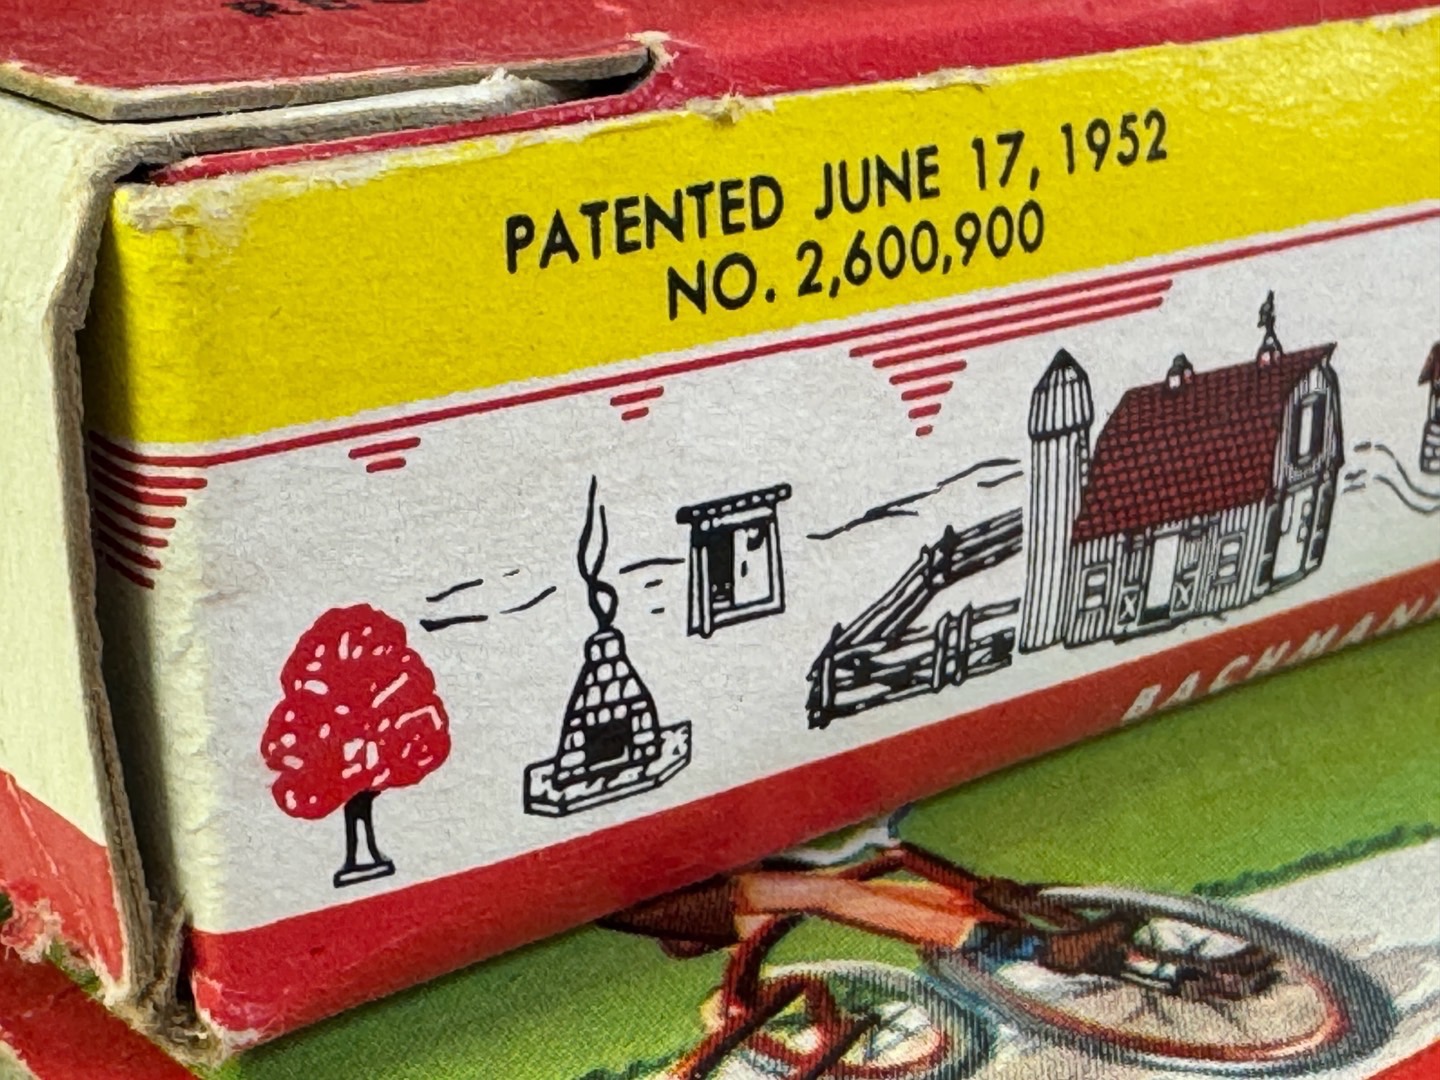 PATENTED JUNE 17, 1952
NO. 2,600,900